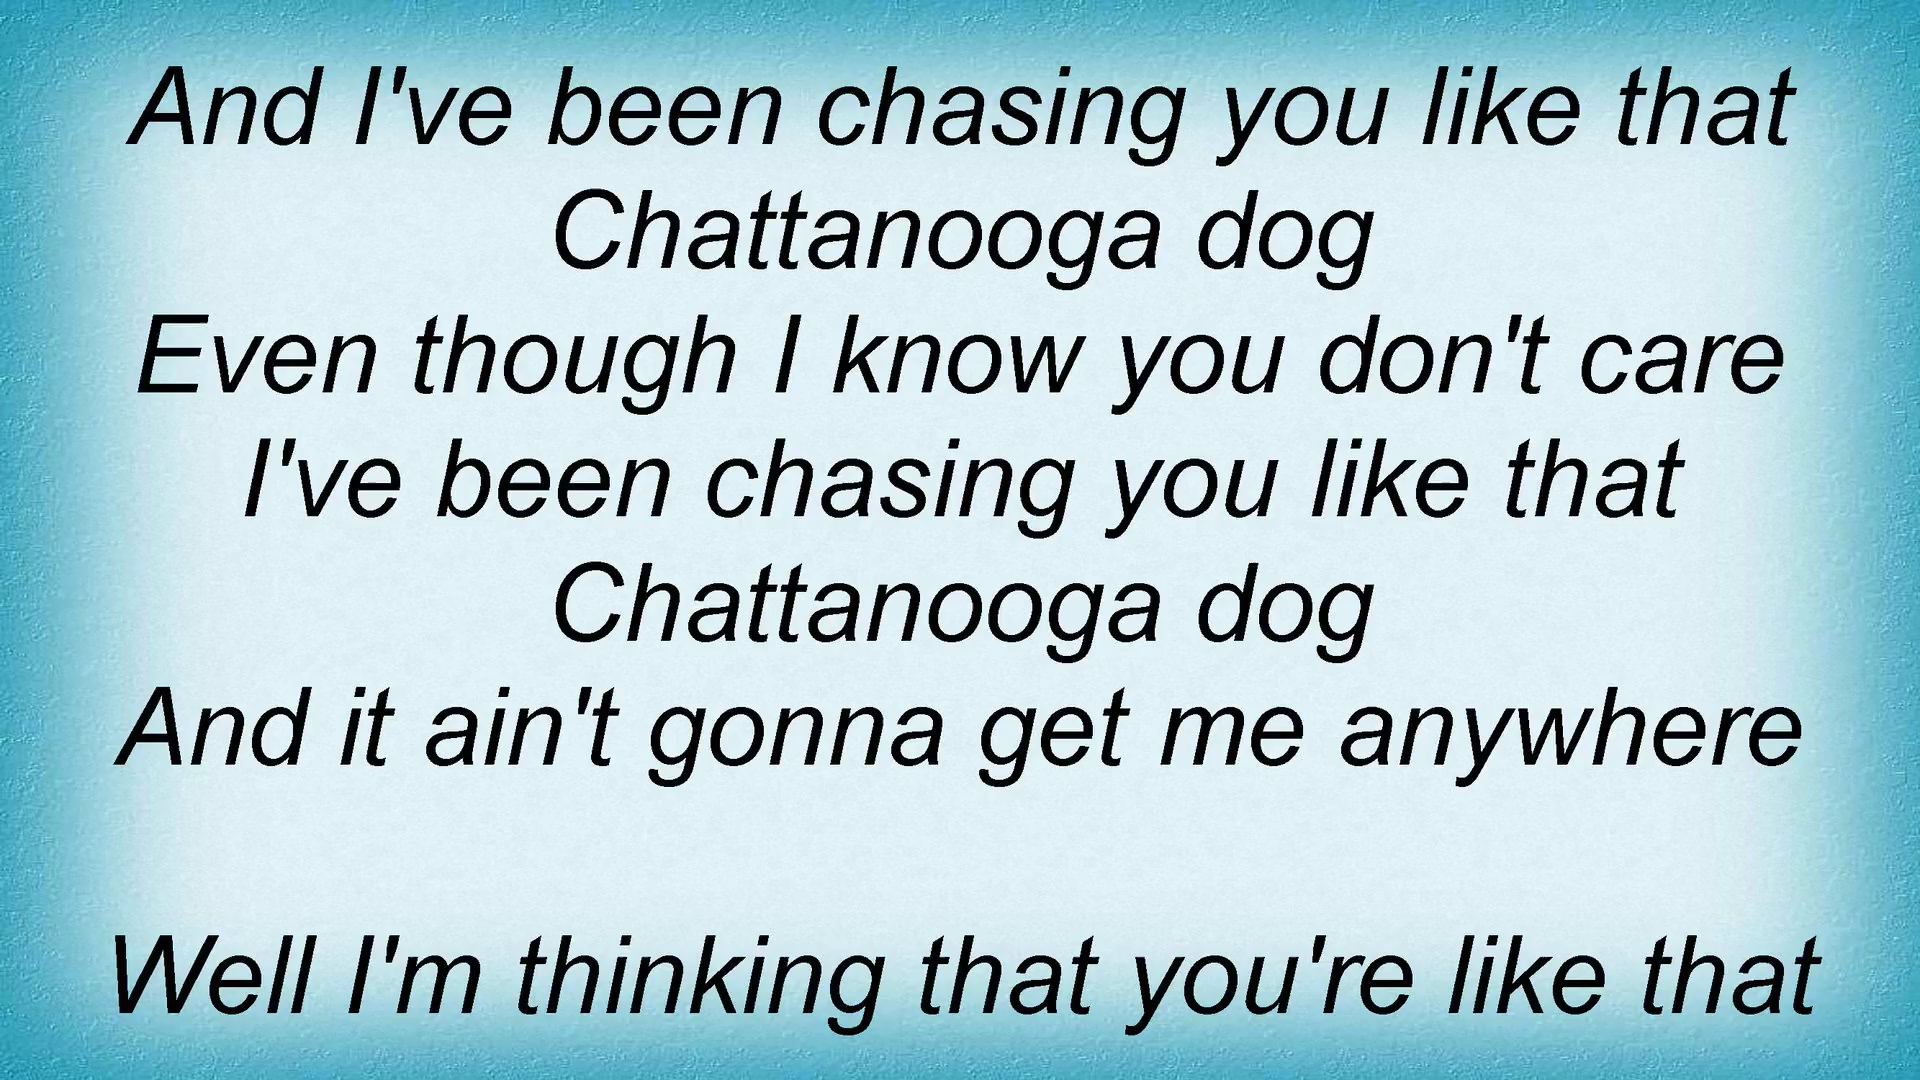 And I've been chasing you like that
Chattanooga dog
Even though I know you don't care
I've been chasing you like that
Chattanooga dog
And it ain't gonna get me anywhere
Well I'm thinking that you're like that